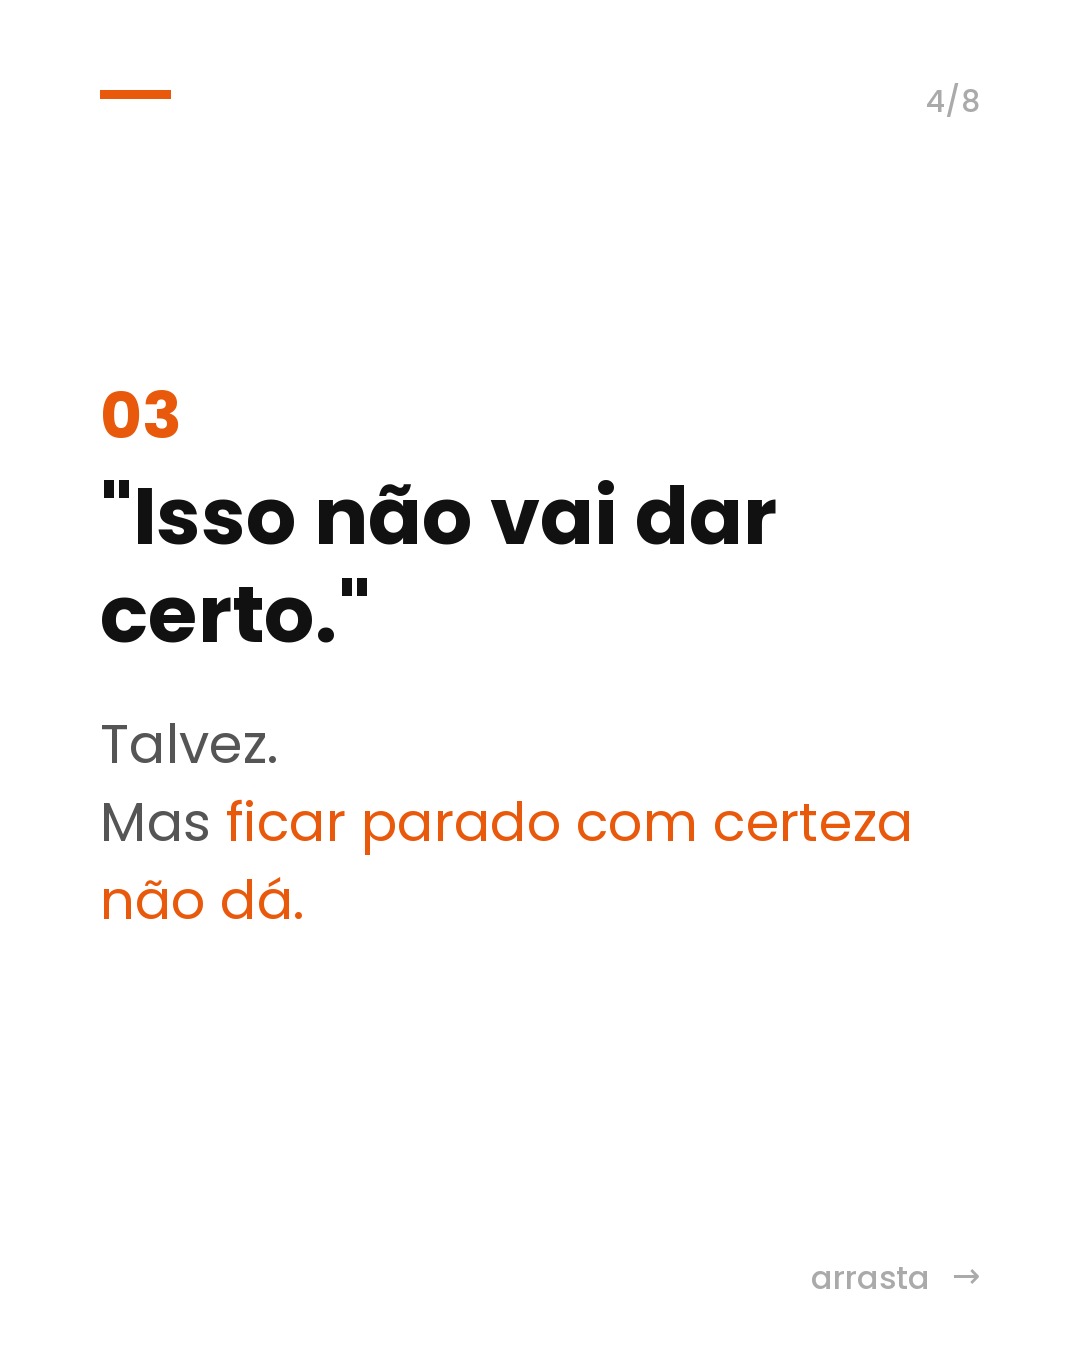 4/8
03
"Isso não vai dar
certo."
Talvez.
Mas ficar parado com certeza
não dá.
arrasta →